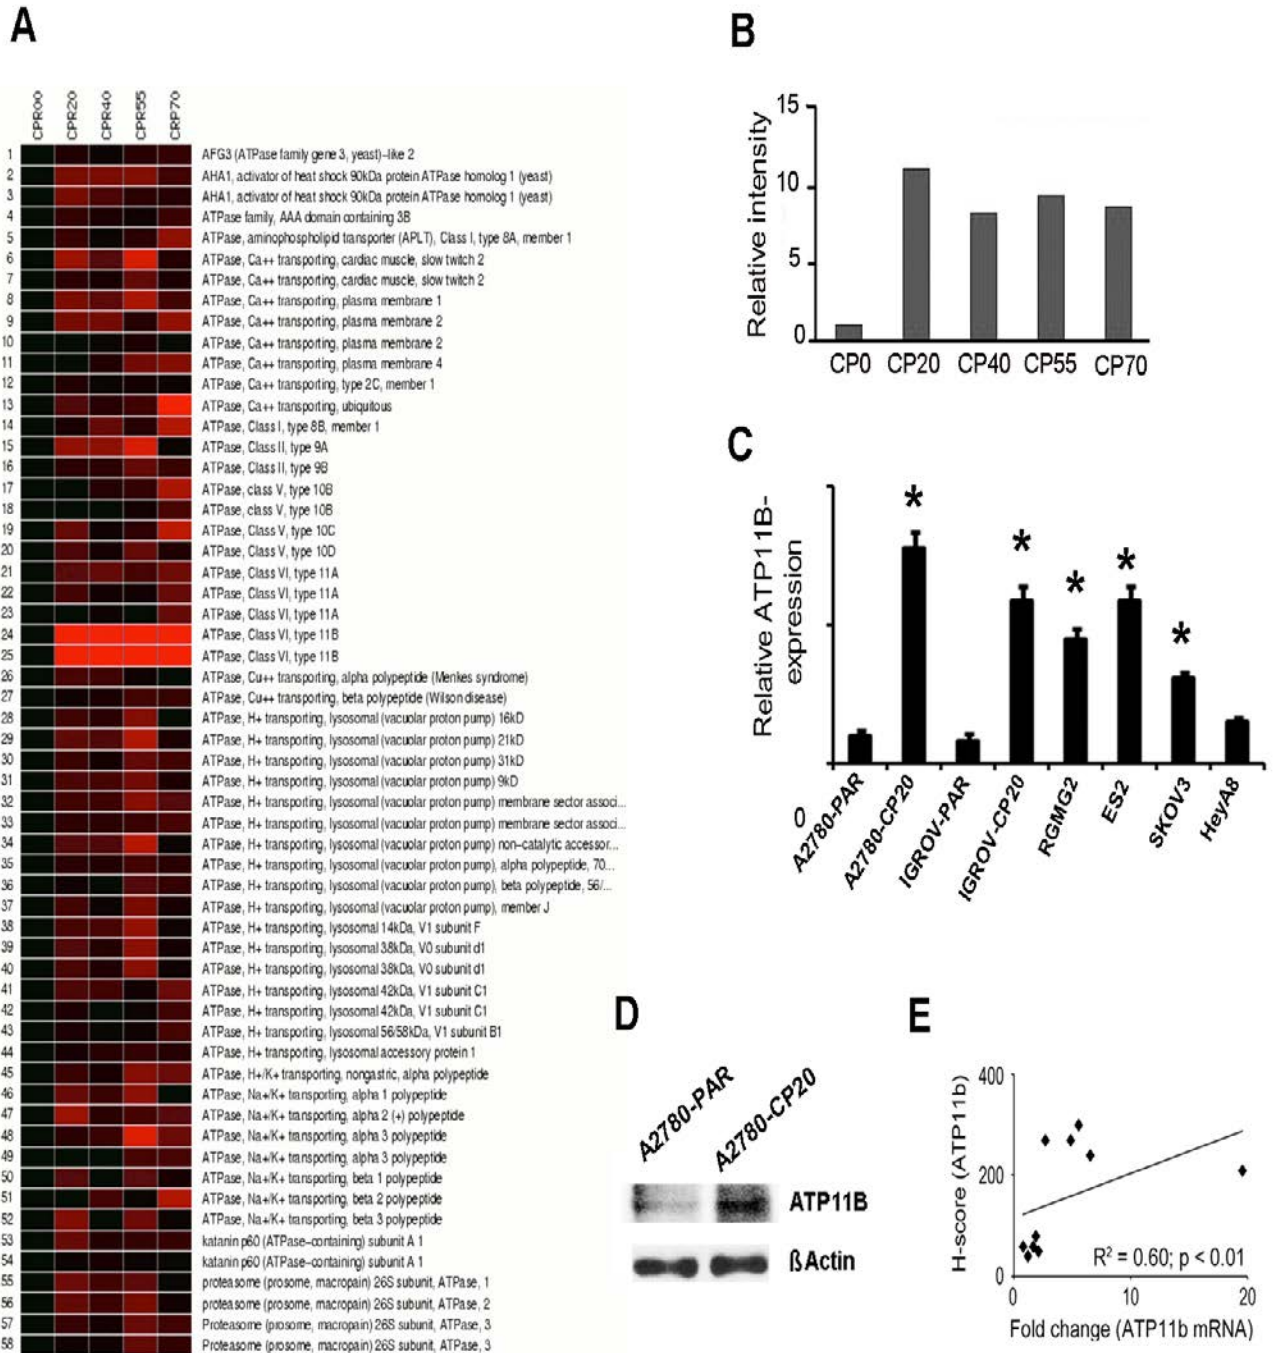 A
CPR00 CPR20 CPR40 CPR55 CRP70
1 AFG3 (ATPase family gene 3, yeast)-like 2
2 AHA1, activator of heat shock 90kDa protein ATPase homolog 1 (yeast)
3 AHA1, activator of heat shock 90kDa protein ATPase homolog 1 (yeast)
4 ATPase family, AAA domain containing 3B
5 ATPase, aminophospholipid transporter (APLT), Class I, type 8A, member 1
6 ATPase, Ca++ transporting, cardiac muscle, slow twitch 2
7 ATPase, Ca++ transporting, cardiac muscle, slow twitch 2
8 ATPase, Ca++ transporting, plasma membrane 1
9 ATPase, Ca++ transporting, plasma membrane 2
10 ATPase, Ca++ transporting, plasma membrane 2
11 ATPase, Ca++ transporting, plasma membrane 4
12 ATPase, Ca++ transporting, type 2C, member 1
13 ATPase, Ca++ transporting, ubiquitous
14 ATPase, Class I, type 8B, member 1
15 ATPase, Class II, type 9A
16 ATPase, Class II, type 9B
17 ATPase, class V, type 10B
18 ATPase, class V, type 10B
19 ATPase, Class V, type 10C
20 ATPase, Class V, type 10D
21 ATPase, Class VI, type 11A
22 ATPase, Class VI, type 11A
23 ATPase, Class VI, type 11A
24 ATPase, Class VI, type 11B
25 ATPase, Class VI, type 11B
26 ATPase, Cu++ transporting, alpha polypeptide (Menkes syndrome)
27 ATPase, Cu++ transporting, beta polypeptide (Wilson disease)
28 ATPase, H+ transporting, lysosomal (vacuolar proton pump) 16kD
29 ATPase, H+ transporting, lysosomal (vacuolar proton pump) 21kD
30 ATPase, H+ transporting, lysosomal (vacuolar proton pump) 31kD
31 ATPase, H+ transporting, lysosomal (vacuolar proton pump) 9kD
32 ATPase, H+ transporting, lysosomal (vacuolar proton pump) membrane sector associ...
33 ATPase, H+ transporting, lysosomal (vacuolar proton pump) membrane sector associ...
34 ATPase, H+ transporting, lysosomal (vacuolar proton pump) non-catalytic accessor...
35 ATPase, H+ transporting, lysosomal (vacuolar proton pump), alpha polypeptide, 70...
36 ATPase, H+ transporting, lysosomal (vacuolar proton pump), beta polypeptide, 56/...
37 ATPase, H+ transporting, lysosomal (vacuolar proton pump), member J
38 ATPase, H+ transporting, lysosomal 14kDa, V1 subunit F
39 ATPase, H+ transporting, lysosomal 38kDa, V0 subunit d1
40 ATPase, H+ transporting, lysosomal 38kDa, V0 subunit d1
41 ATPase, H+ transporting, lysosomal 42kDa, V1 subunit C1
42 ATPase, H+ transporting, lysosomal 42kDa, V1 subunit C1
43 ATPase, H+ transporting, lysosomal 56/58kDa, V1 subunit B1
44 ATPase, H+ transporting, lysosomal accessory protein 1
45 ATPase, H+/K+ transporting, nongastric, alpha polypeptide
46 ATPase, Na+/K+ transporting, alpha 1 polypeptide
47 ATPase, Na+/K+ transporting, alpha 2 (+) polypeptide
48 ATPase, Na+/K+ transporting, alpha 3 polypeptide
49 ATPase, Na+/K+ transporting, alpha 3 polypeptide
50 ATPase, Na+/K+ transporting, beta 1 polypeptide
51 ATPase, Na+/K+ transporting, beta 2 polypeptide
52 ATPase, Na+/K+ transporting, beta 3 polypeptide
53 katanin p60 (ATPase-containing) subunit A 1
54 katanin p60 (ATPase-containing) subunit A 1
55 proteasome (prosome, macropain) 26S subunit, ATPase, 1
56 proteasome (prosome, macropain) 26S subunit, ATPase, 2
57 Proteasome (prosome, macropain) 26S subunit, ATPase, 3
58 Proteasome (prosome, macropain) 26S subunit, ATPase, 3
B
Relative intensity
15
10
5
0
CP0 CP20 CP40 CP55 CP70
C
Relative ATP11B-
expression
0
* * * * *
A2780-PAR A2780-CP20 IGROV-PAR IGROV-CP20 RGMG2 ES2 SKOV3 HeyA8
D
A2780-PAR A2780-CP20
ATP11B
ßActin
E
H-score (ATP11b)
400
200
0
R² = 0.60; p < 0.01
0 10 20
Fold change (ATP11b mRNA)